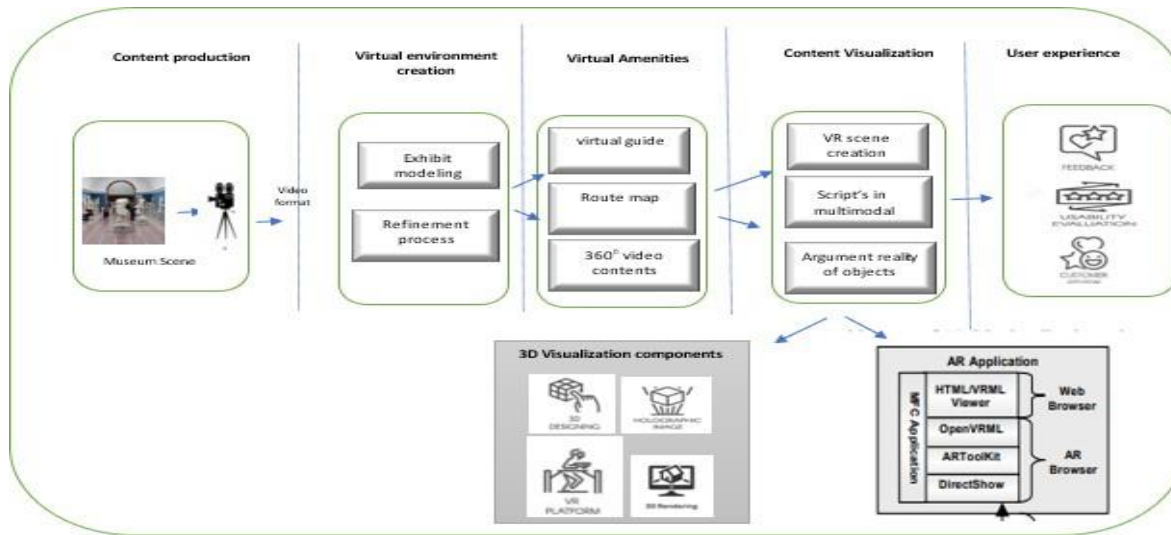 Content production
Virtual environment
creation
Virtual Amenities
Content Visualization
User experience
Museum Scene
Video
format
Exhibit
modeling
Refinement
process
virtual guide
Route map
360° video
contents
VR scene
creation
Script's in
multimodal
Argument reality
of objects
FEEDBACK
USABILITY
EVALUATION
CUSTOMER
3D Visualization components
3D
DESIGNING
HOLOGRAPHIC
IMAGE
VR
PLATFORM
3D Rendering
AR Application
MFC Application
HTML/VRML
Viewer
OpenVRML
ARToolKit
DirectShow
Web
Browser
AR
Browser